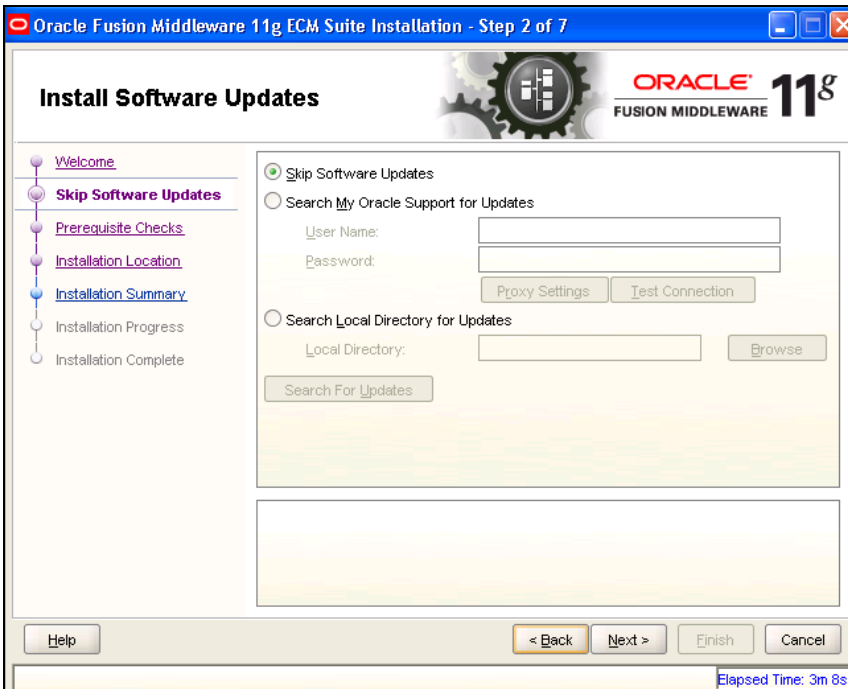 Oracle Fusion Middleware 11g ECM Suite Installation - Step 2 of 7
Install Software Updates
ORACLE
FUSION MIDDLEWARE 11g
Welcome
Skip Software Updates
Prerequisite Checks
Installation Location
Installation Summary
Installation Progress
Installation Complete
Skip Software Updates
Search My Oracle Support for Updates
User Name:
Password:
Proxy Settings Test Connection
Search Local Directory for Updates
Local Directory: Browse
Search For Updates
Help < Back Next > Finish Cancel
Elapsed Time: 3m 8s